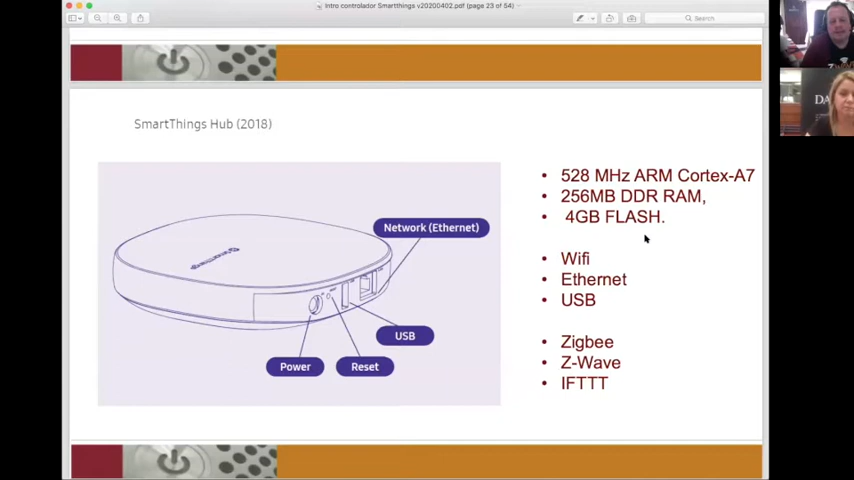 Intro controlador Smartthings v20200402.pdf (page 23 of 54)
Search
SmartThings Hub (2018)
Network (Ethernet)
USB
Power
Reset
• 528 MHz ARM Cortex-A7
• 256MB DDR RAM,
• 4GB FLASH.
• Wifi
• Ethernet
• USB
• Zigbee
• Z-Wave
• IFTTT